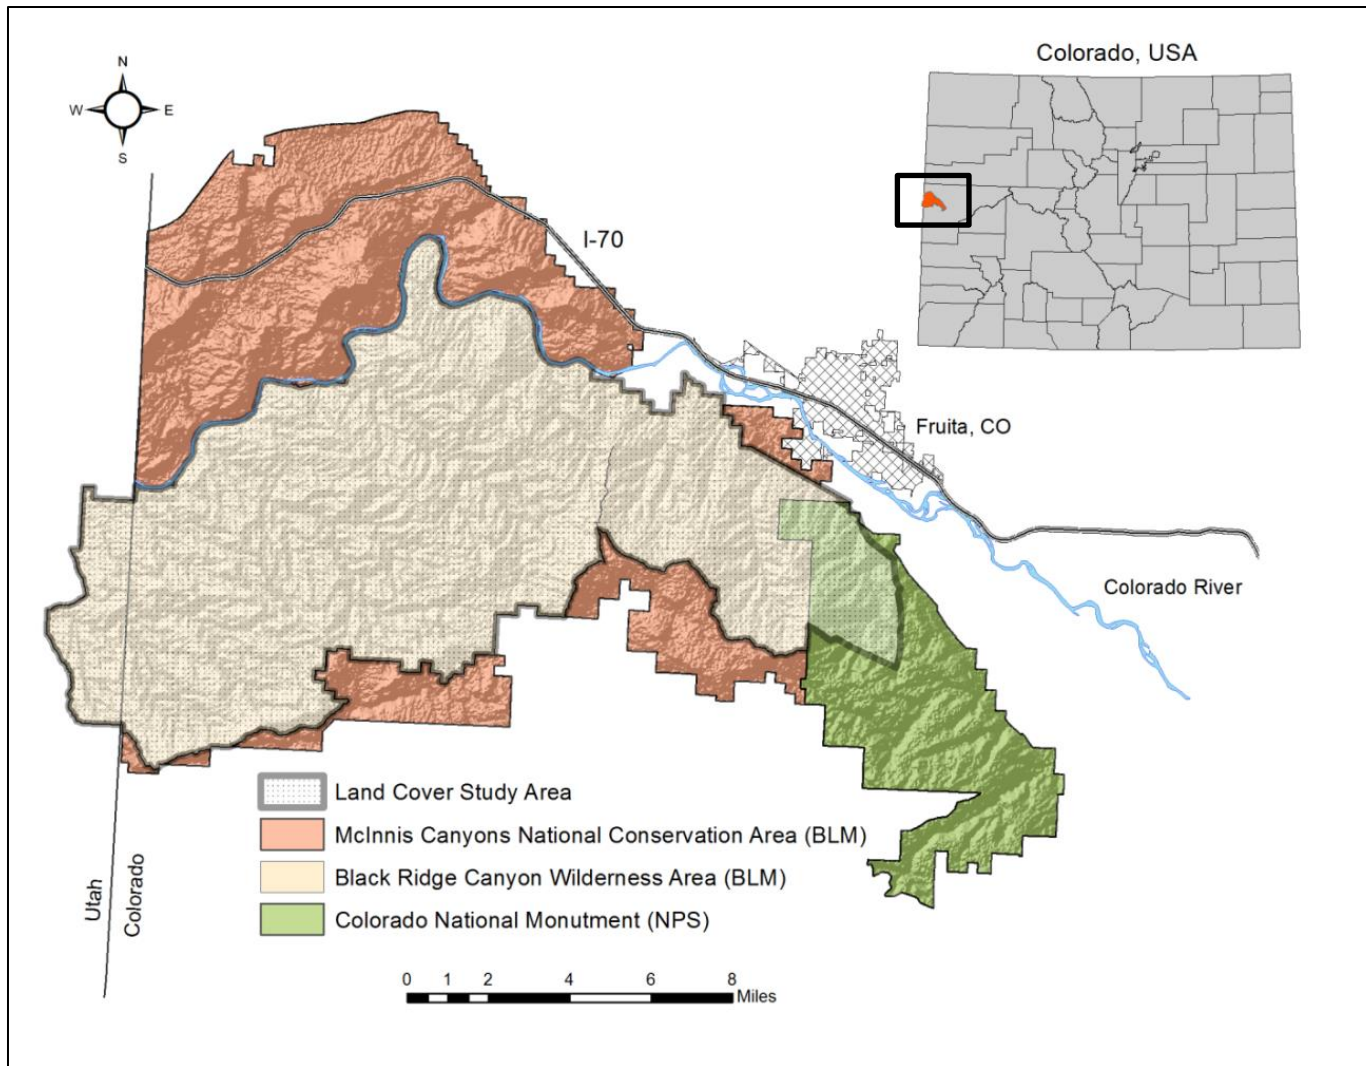 Colorado, USA
N
W E
S
I-70
Fruita, CO
Colorado River
Land Cover Study Area
McInnis Canyons National Conservation Area (BLM)
Black Ridge Canyon Wilderness Area (BLM)
Colorado National Monutment (NPS)
Utah
Colorado
0 1 2 4 6 8
Miles